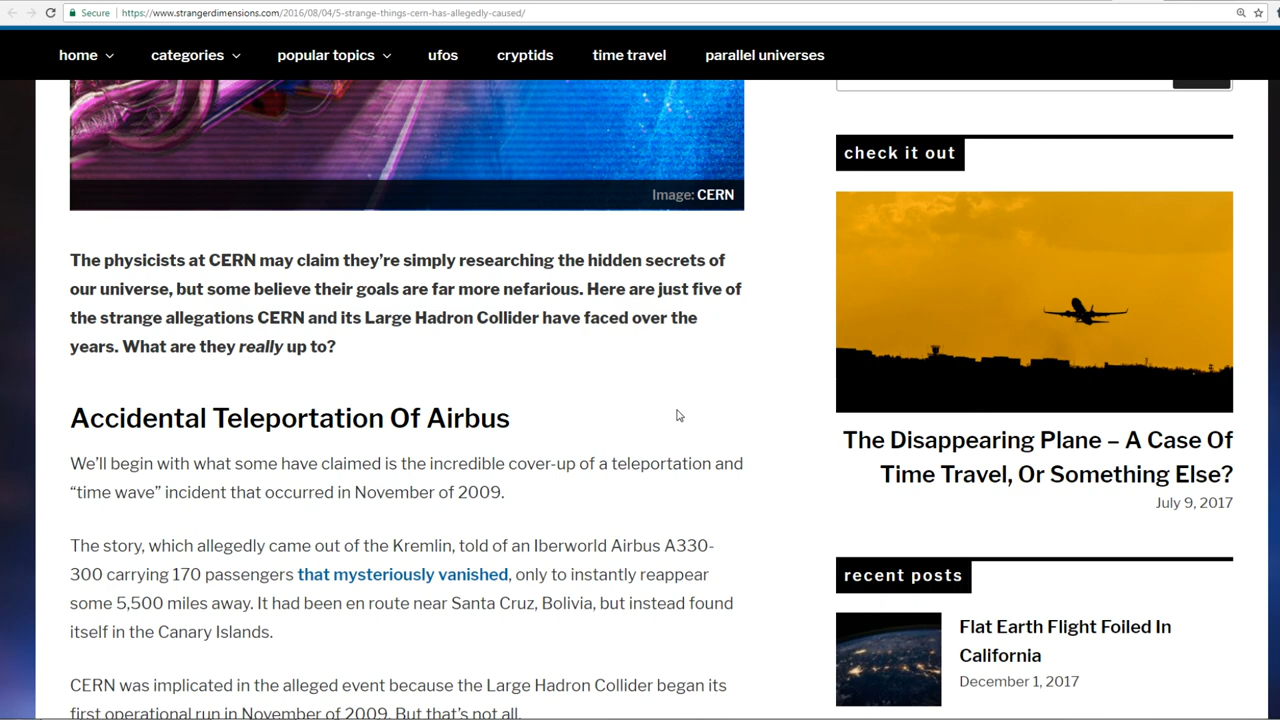 Secure https://www.strangerdimensions.com/2016/08/04/5-strange-things-cern-has-allegedly-caused/
home categories popular topics ufos cryptids time travel parallel universes
Image: CERN
The physicists at CERN may claim they’re simply researching the hidden secrets of
our universe, but some believe their goals are far more nefarious. Here are just five of
the strange allegations CERN and its Large Hadron Collider have faced over the
years. What are they really up to?
Accidental Teleportation Of Airbus
We’ll begin with what some have claimed is the incredible cover-up of a teleportation and
“time wave” incident that occurred in November of 2009.
The story, which allegedly came out of the Kremlin, told of an Iberworld Airbus A330-
300 carrying 170 passengers that mysteriously vanished, only to instantly reappear
some 5,500 miles away. It had been en route near Santa Cruz, Bolivia, but instead found
itself in the Canary Islands.
CERN was implicated in the alleged event because the Large Hadron Collider began its
first operational run in November of 2009. But that’s not all.
check it out
The Disappearing Plane – A Case Of
Time Travel, Or Something Else?
July 9, 2017
recent posts
Flat Earth Flight Foiled In
California
December 1, 2017